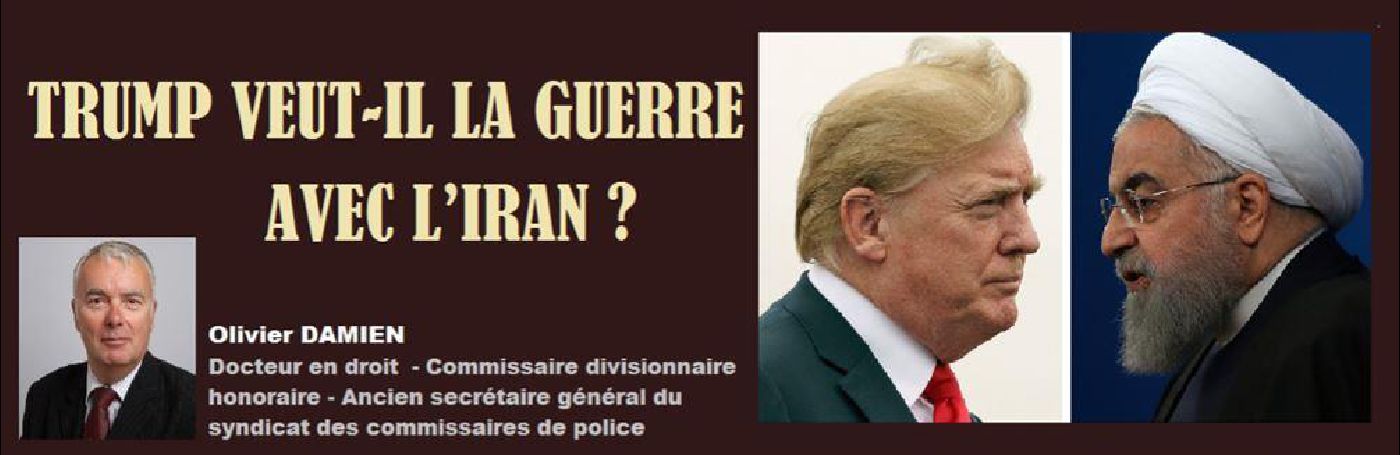 TRUMP VEUT-IL LA GUERRE
AVEC L'IRAN ?
Olivier DAMIEN
Docteur en droit - Commissaire divisionnaire
honoraire - Ancien secrétaire général du
syndicat des commissaires de police